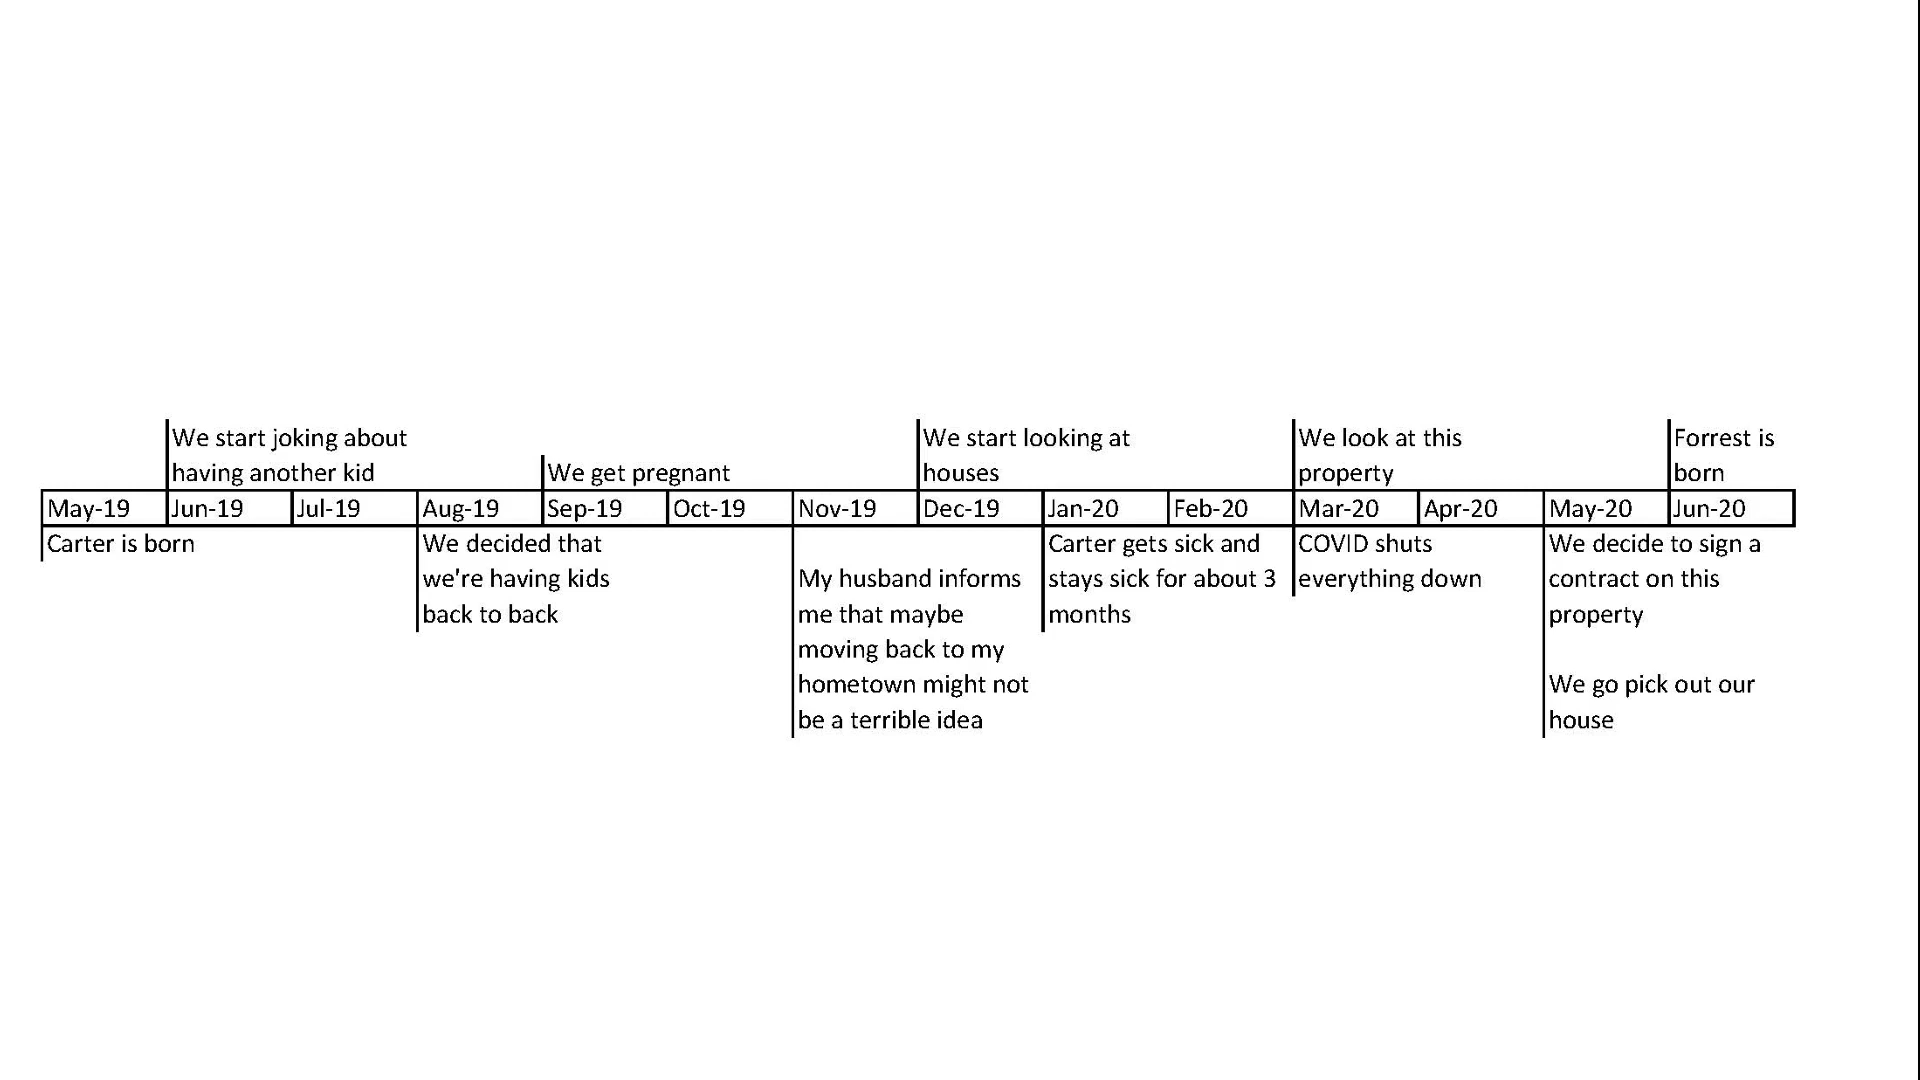 We start joking about
having another kid
We get pregnant
We start looking at
houses
We look at this
property
Forrest is
born
May-19 Jun-19 Jul-19 Aug-19 Sep-19 Oct-19 Nov-19 Dec-19 Jan-20 Feb-20 Mar-20 Apr-20 May-20 Jun-20
Carter is born
We decided that
we're having kids
back to back
My husband informs
me that maybe
moving back to my
hometown might not
be a terrible idea
Carter gets sick and
stays sick for about 3
months
COVID shuts
everything down
We decide to sign a
contract on this
property
We go pick out our
house